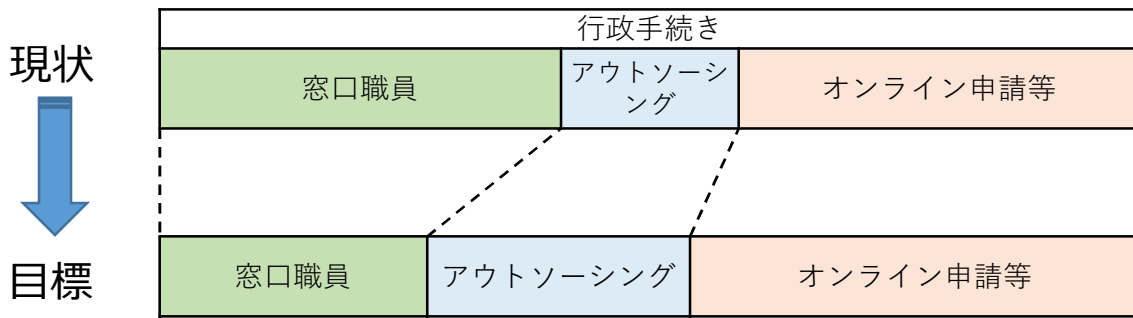 行政手続き
現状
窓口職員
アウトソーシ
ング
オンライン申請等
目標
窓口職員
アウトソーシング
オンライン申請等